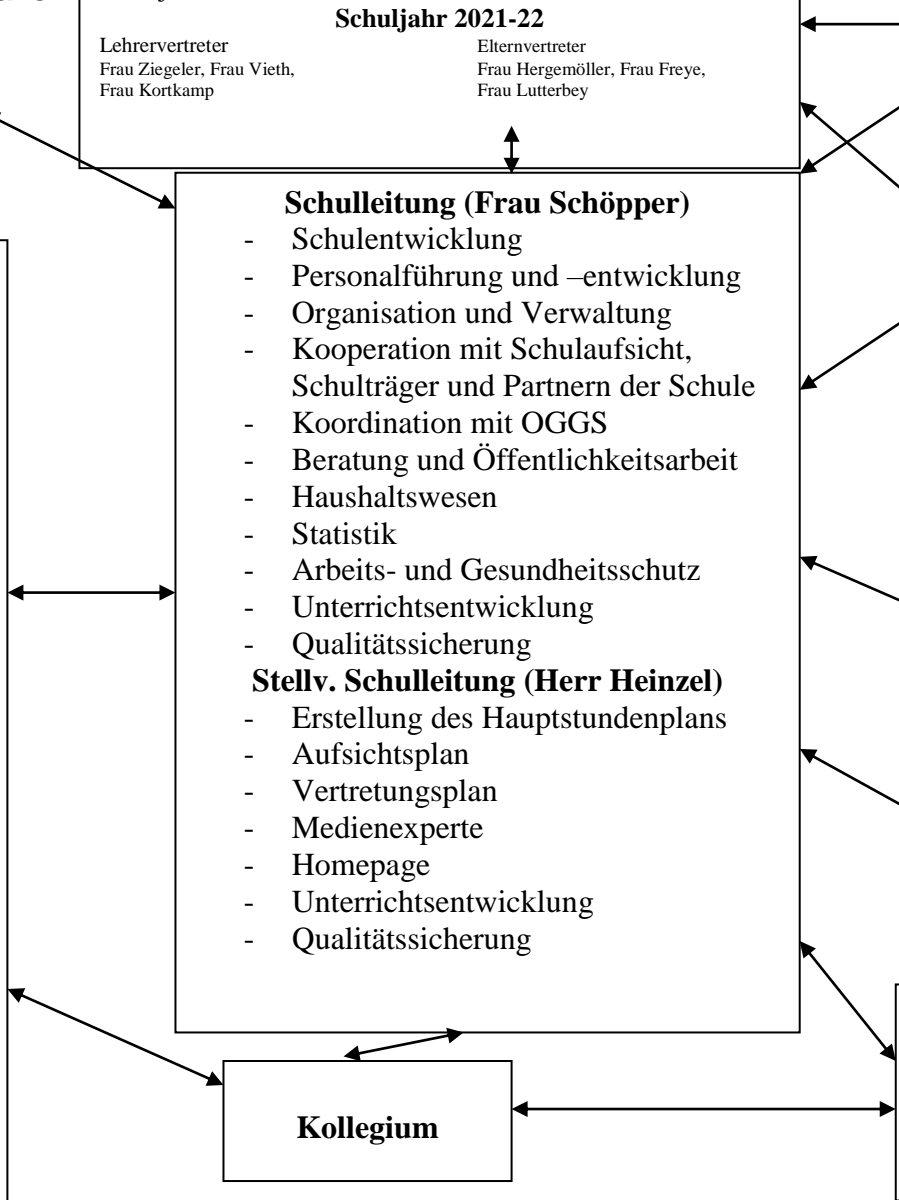 Schuljahr 2021-22
Lehrervertreter
Frau Ziegeler, Frau Vieth,
Frau Kortkamp
Elternvertreter
Frau Hergemöller, Frau Freye,
Frau Lutterbey
Schulleitung (Frau Schöpper)
- Schulentwicklung
- Personalführung und –entwicklung
- Organisation und Verwaltung
- Kooperation mit Schulaufsicht,
Schulträger und Partnern der Schule
- Koordination mit OGGS
- Beratung und Öffentlichkeitsarbeit
- Haushaltswesen
- Statistik
- Arbeits- und Gesundheitsschutz
- Unterrichtsentwicklung
- Qualitätssicherung
Stellv. Schulleitung (Herr Heinzel)
- Erstellung des Hauptstundenplans
- Aufsichtsplan
- Vertretungsplan
- Medienexperte
- Homepage
- Unterrichtsentwicklung
- Qualitätssicherung
Kollegium